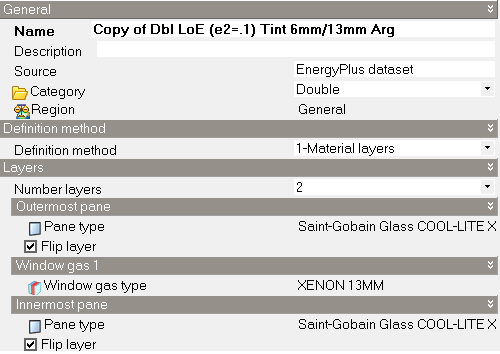 General
Name Copy of Dbl LoE (e2=.1) Tint 6mm/13mm Arg
Description
Source EnergyPlus dataset
Category Double
Region General
Definition method
Definition method 1-Material layers
Layers
Number layers 2
Outermost pane
Pane type Saint-Gobain Glass COOL-LITE X
Flip layer
Window gas 1
Window gas type XENON 13MM
Innermost pane
Pane type Saint-Gobain Glass COOL-LITE X
Flip layer